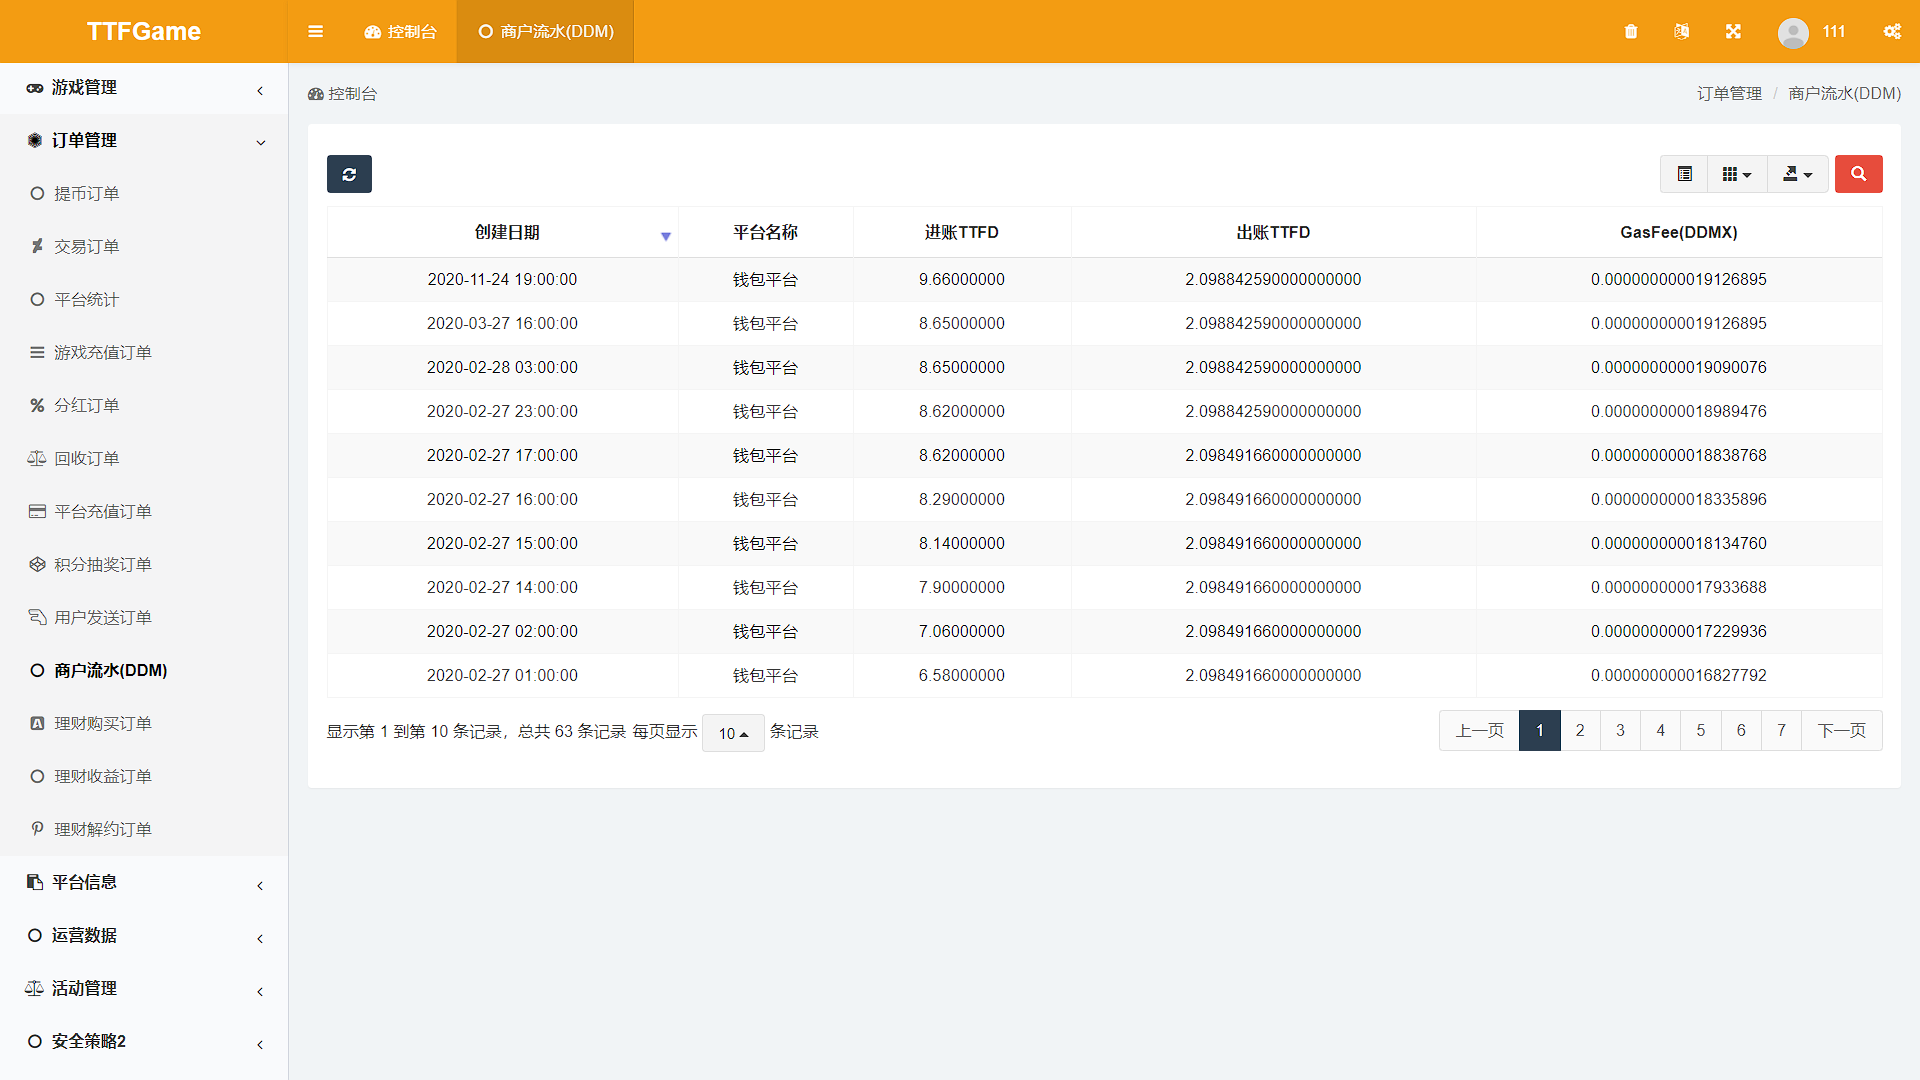 TTFGame
控制台
商户流水(DDM)
111
游戏管理
订单管理
提币订单
交易订单
平台统计
游戏充值订单
分红订单
回收订单
平台充值订单
积分抽奖订单
用户发送订单
商户流水(DDM)
理财购买订单
理财收益订单
理财解约订单
平台信息
运营数据
活动管理
安全策略2
控制台
订单管理 / 商户流水(DDM)
创建日期 平台名称 进账TTFD 出账TTFD GasFee(DDMX)
2020-11-24 19:00:00 钱包平台 9.66000000 2.098842590000000000 0.000000000019126895
2020-03-27 16:00:00 钱包平台 8.65000000 2.098842590000000000 0.000000000019126895
2020-02-28 03:00:00 钱包平台 8.65000000 2.098842590000000000 0.000000000019090076
2020-02-27 23:00:00 钱包平台 8.62000000 2.098842590000000000 0.000000000018989476
2020-02-27 17:00:00 钱包平台 8.62000000 2.098491660000000000 0.000000000018838768
2020-02-27 16:00:00 钱包平台 8.29000000 2.098491660000000000 0.000000000018335896
2020-02-27 15:00:00 钱包平台 8.14000000 2.098491660000000000 0.000000000018134760
2020-02-27 14:00:00 钱包平台 7.90000000 2.098491660000000000 0.000000000017933688
2020-02-27 02:00:00 钱包平台 7.06000000 2.098491660000000000 0.000000000017229936
2020-02-27 01:00:00 钱包平台 6.58000000 2.098491660000000000 0.000000000016827792
显示第 1 到第 10 条记录，总共 63 条记录 每页显示 10 条记录
上一页 1 2 3 4 5 6 7 下一页